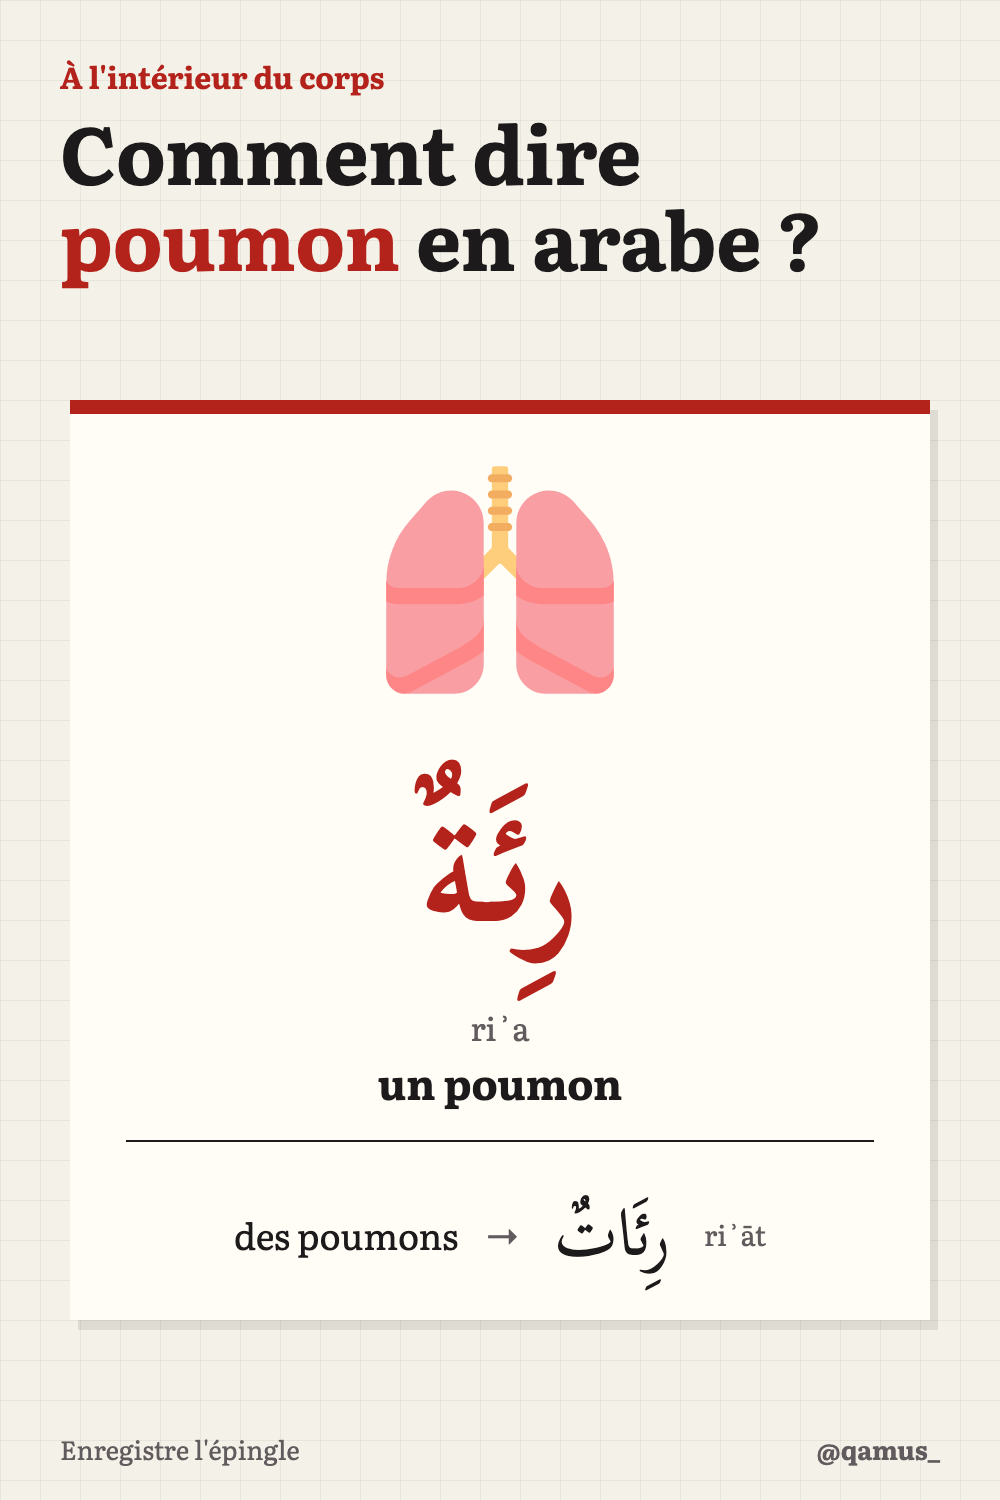 À l'intérieur du corps
Comment dire
poumon en arabe ?
رِئَةٌ
riʾa
un poumon
des poumons → رِئَاتٌ riʾāt
Enregistre l'épingle
@qamus_